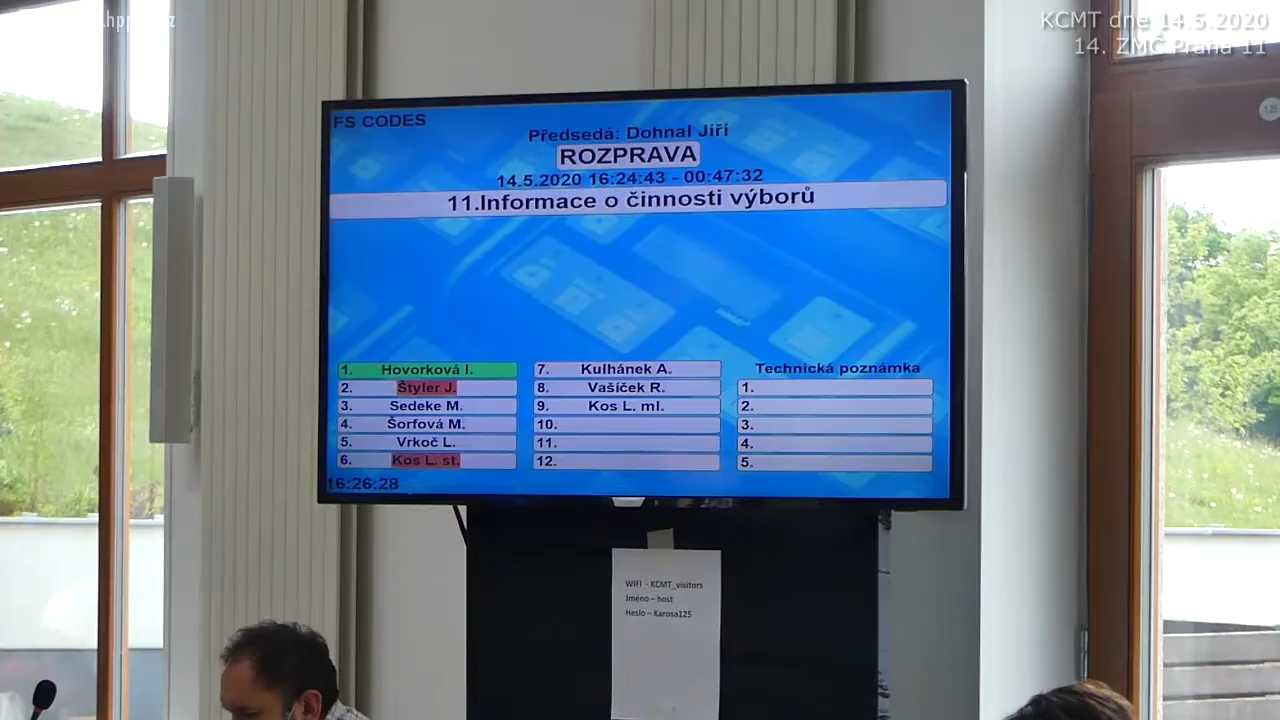 KCMT dne 14.5.2020
14. ZMČ Praha 11
FS CODES
Předsedá: Dohnal Jiří
ROZPRAVA
14.5.2020 16:24:43 - 00:47:32
11.Informace o činnosti výborů
1. Hovorková I.
2. Štyler J.
3. Sedeke M.
4. Šorfová M.
5. Vrkoč L.
6. Kos L. st.
7. Kulhánek A.
8. Vašíček R.
9. Kos L. ml.
10.
11.
12.
Technická poznámka
1.
2.
3.
4.
5.
16:26:28
WIFI - KCMT_visitors
Jméno – host
Heslo – Karosa125